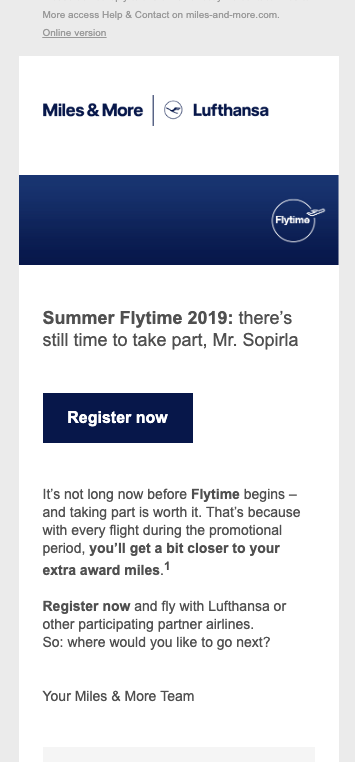 More access Help & Contact on miles-and-more.com.
Online version
Miles & More | Lufthansa
Flytime
Summer Flytime 2019: there’s
still time to take part, Mr. Sopirla
Register now
It’s not long now before Flytime begins –
and taking part is worth it. That’s because
with every flight during the promotional
period, you’ll get a bit closer to your
extra award miles.1
Register now and fly with Lufthansa or
other participating partner airlines.
So: where would you like to go next?
Your Miles & More Team